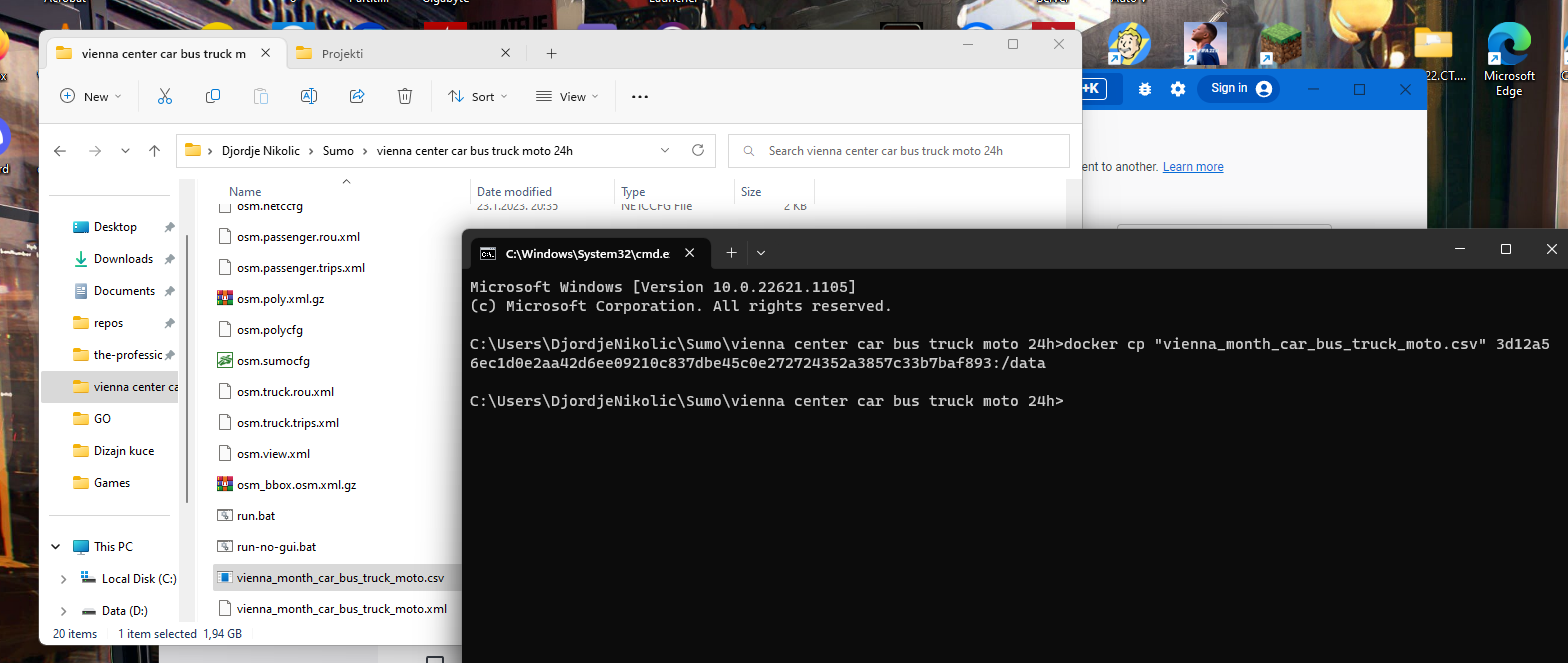 Acrobat
Gigabyte
Launcher
vienna center car bus truck m
Projekti
New
Sort
View
Djordje Nikolic > Sumo > vienna center car bus truck moto 24h
Search vienna center car bus truck moto 24h
Name
Date modified
Type
Size
osm.netccfg
23.1.2023. 20:35
NETCCFG File
2 KB
osm.passenger.rou.xml
osm.passenger.trips.xml
osm.poly.xml.gz
osm.polycfg
osm.sumocfg
osm.truck.rou.xml
osm.truck.trips.xml
osm.view.xml
osm_bbox.osm.xml.gz
run.bat
run-no-gui.bat
vienna_month_car_bus_truck_moto.csv
vienna_month_car_bus_truck_moto.xml
Desktop
Downloads
Documents
repos
the-professic
vienna center ca
GO
Dizajn kuce
Games
This PC
Local Disk (C:)
Data (D:)
20 items
1 item selected 1,94 GB
+K
Sign in
ent to another. Learn more
22.CT....
Microsoft
Edge
C:\Windows\System32\cmd.e
Microsoft Windows [Version 10.0.22621.1105]
(c) Microsoft Corporation. All rights reserved.
C:\Users\DjordjeNikolic\Sumo\vienna center car bus truck moto 24h>docker cp "vienna_month_car_bus_truck_moto.csv" 3d12a5
6ec1d0e2aa42d6ee09210c837dbe45c0e272724352a3857c33b7baf893:/data
C:\Users\DjordjeNikolic\Sumo\vienna center car bus truck moto 24h>